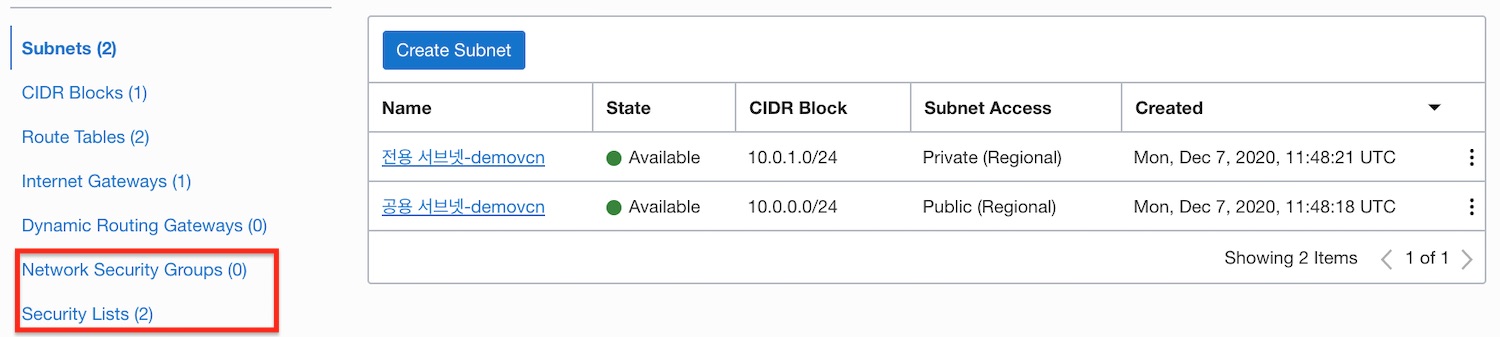 Subnets (2)
CIDR Blocks (1)
Route Tables (2)
Internet Gateways (1)
Dynamic Routing Gateways (0)
Network Security Groups (0)
Security Lists (2)
Create Subnet
Name State CIDR Block Subnet Access Created
전용 서브넷-demovcn Available 10.0.1.0/24 Private (Regional) Mon, Dec 7, 2020, 11:48:21 UTC
공용 서브넷-demovcn Available 10.0.0.0/24 Public (Regional) Mon, Dec 7, 2020, 11:48:18 UTC
Showing 2 Items 1 of 1